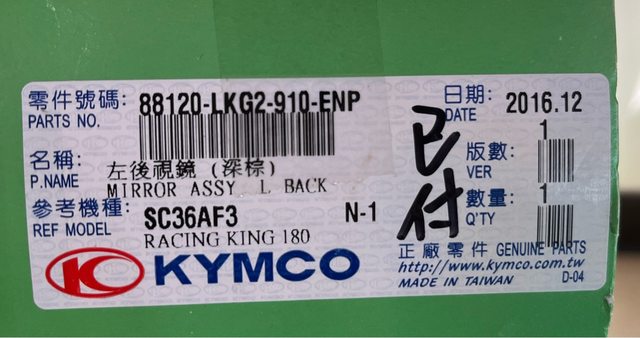 零件號碼: 88120-LKG2-910-ENP
PARTS NO.
日期: 2016.12
DATE
名稱: 左後視鏡 (深棕)
P.NAME MIRROR ASSY L BACK
版數: 1
VER
參考機種: SC36AF3 N-1
REF MODEL RACING KING 180
數量: 1
Q'TY
已付
KYMCO
正廠零件 GENUINE PARTS
http://www.kymco.com.tw
MADE IN TAIWAN D-04